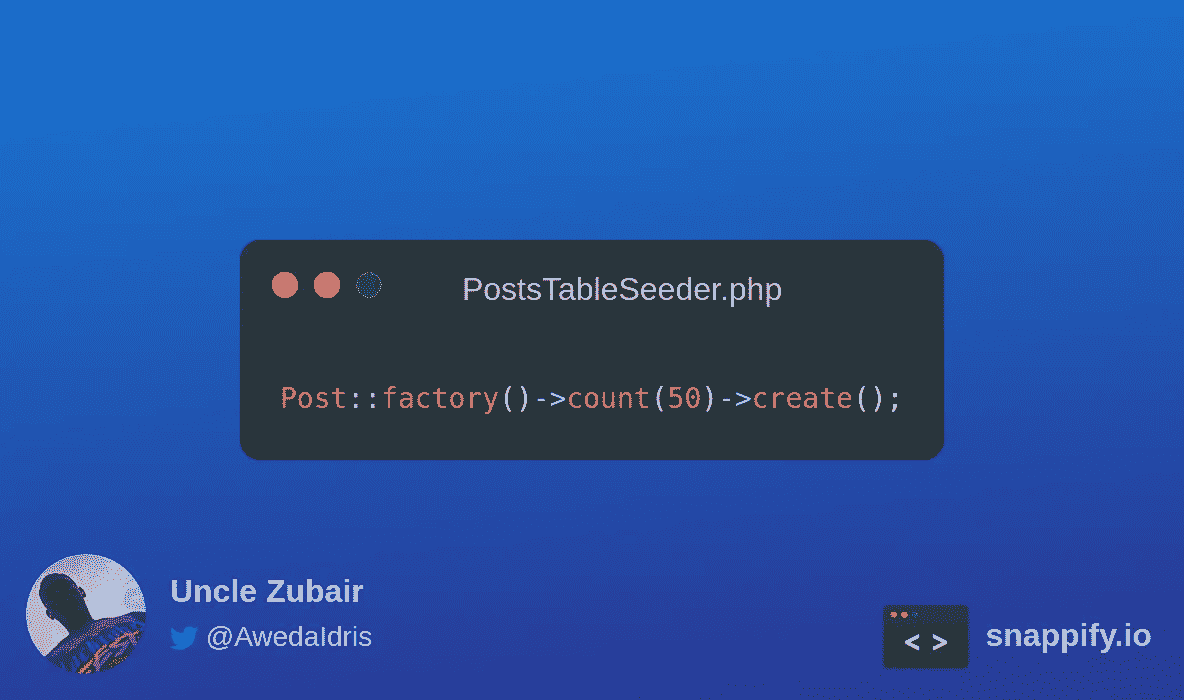 PostsTableSeeder.php
Post::factory()->count(50)->create();
Uncle Zubair
@AwedaIdris
< >
snappify.io